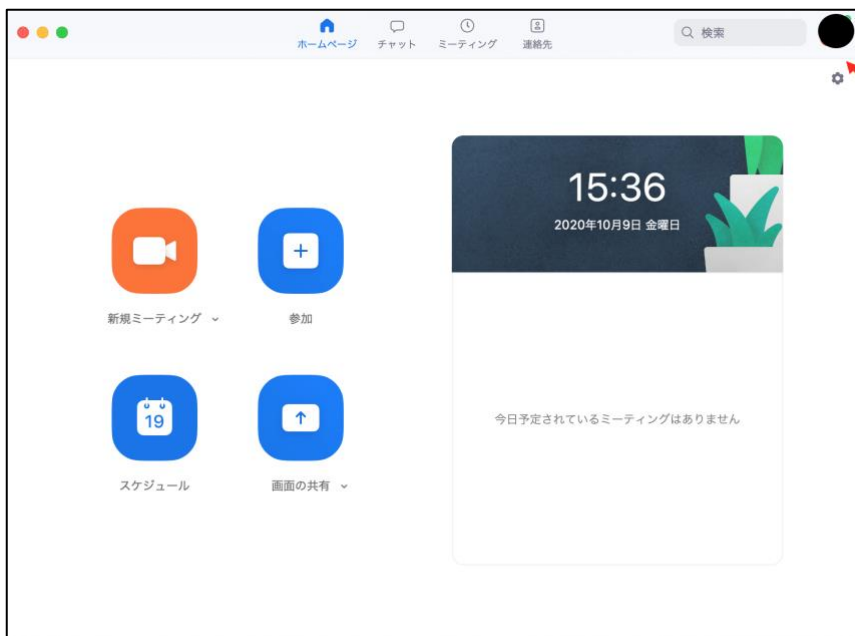 ホームページ
チャット
ミーティング
連絡先
検索
15:36
2020年10月9日 金曜日
新規ミーティング
参加
19
スケジュール
画面の共有
今日予定されているミーティングはありません